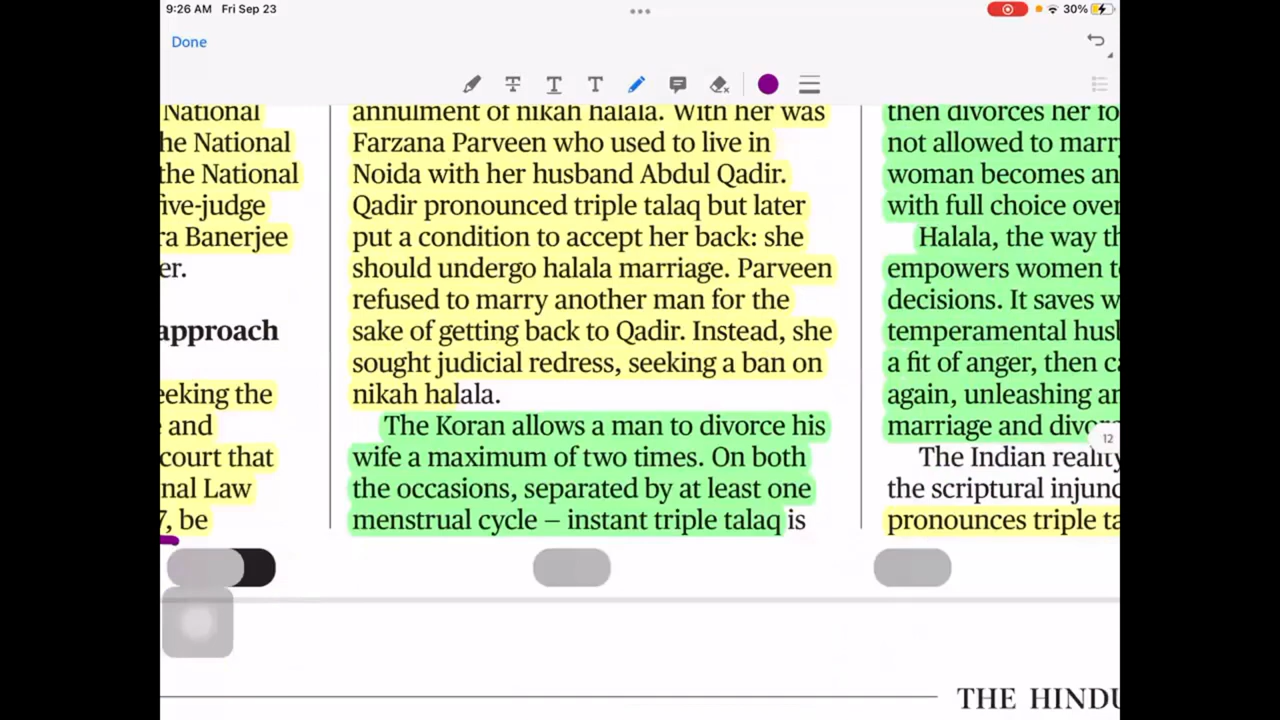 9:26 AM Fri Sep 23
30%
Done
National
he National
the National
five-judge
ra Banerjee
er.
approach
eeking the
e and
court that
nal Law
7, be
annulment of nikah halala. With her was
Farzana Parveen who used to live in
Noida with her husband Abdul Qadir.
Qadir pronounced triple talaq but later
put a condition to accept her back: she
should undergo halala marriage. Parveen
refused to marry another man for the
sake of getting back to Qadir. Instead, she
sought judicial redress, seeking a ban on
nikah halala.
The Koran allows a man to divorce his
wife a maximum of two times. On both
the occasions, separated by at least one
menstrual cycle – instant triple talaq is
then divorces her fo
not allowed to marry
woman becomes an
with full choice over
Halala, the way th
empowers women to
decisions. It saves w
temperamental husb
a fit of anger, then ca
again, unleashing an
marriage and divo
12
The Indian reality
the scriptural injunc
pronounces triple ta
THE HINDU